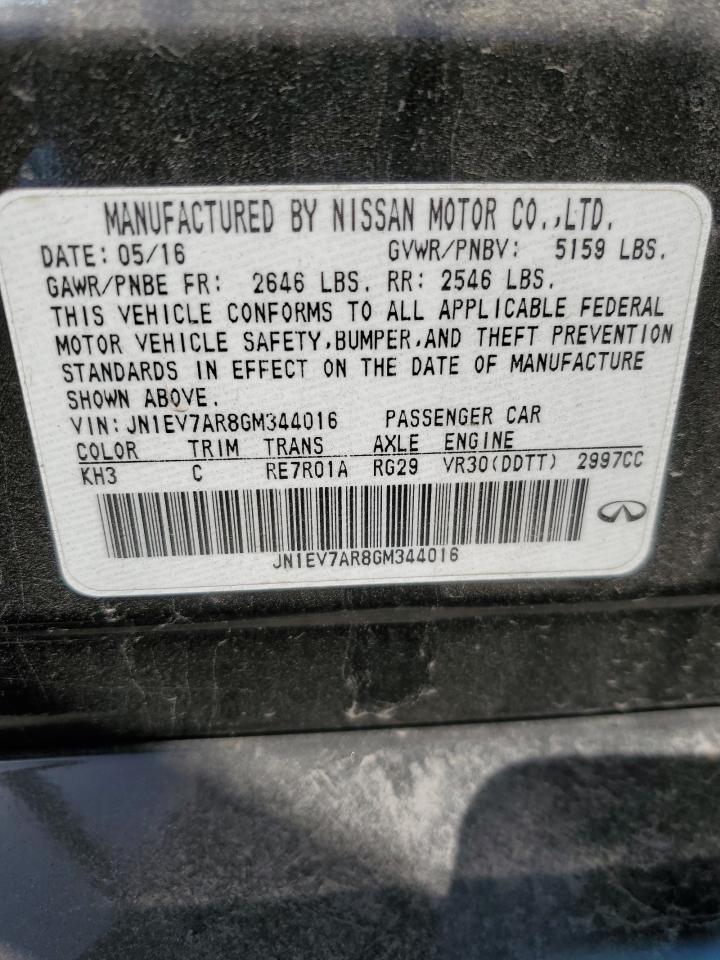 MANUFACTURED BY NISSAN MOTOR CO.,LTD.
DATE: 05/16 GVWR/PNBV: 5159 LBS.
GAWR/PNBE FR: 2646 LBS. RR: 2546 LBS.
THIS VEHICLE CONFORMS TO ALL APPLICABLE FEDERAL
MOTOR VEHICLE SAFETY,BUMPER,AND THEFT PREVENTION
STANDARDS IN EFFECT ON THE DATE OF MANUFACTURE
SHOWN ABOVE.
VIN: JN1EV7AR8GM344016 PASSENGER CAR
COLOR TRIM TRANS AXLE ENGINE
KH3 C RE7R01A RG29 VR30(DDTT) 2997CC
JN1EV7AR8GM344016